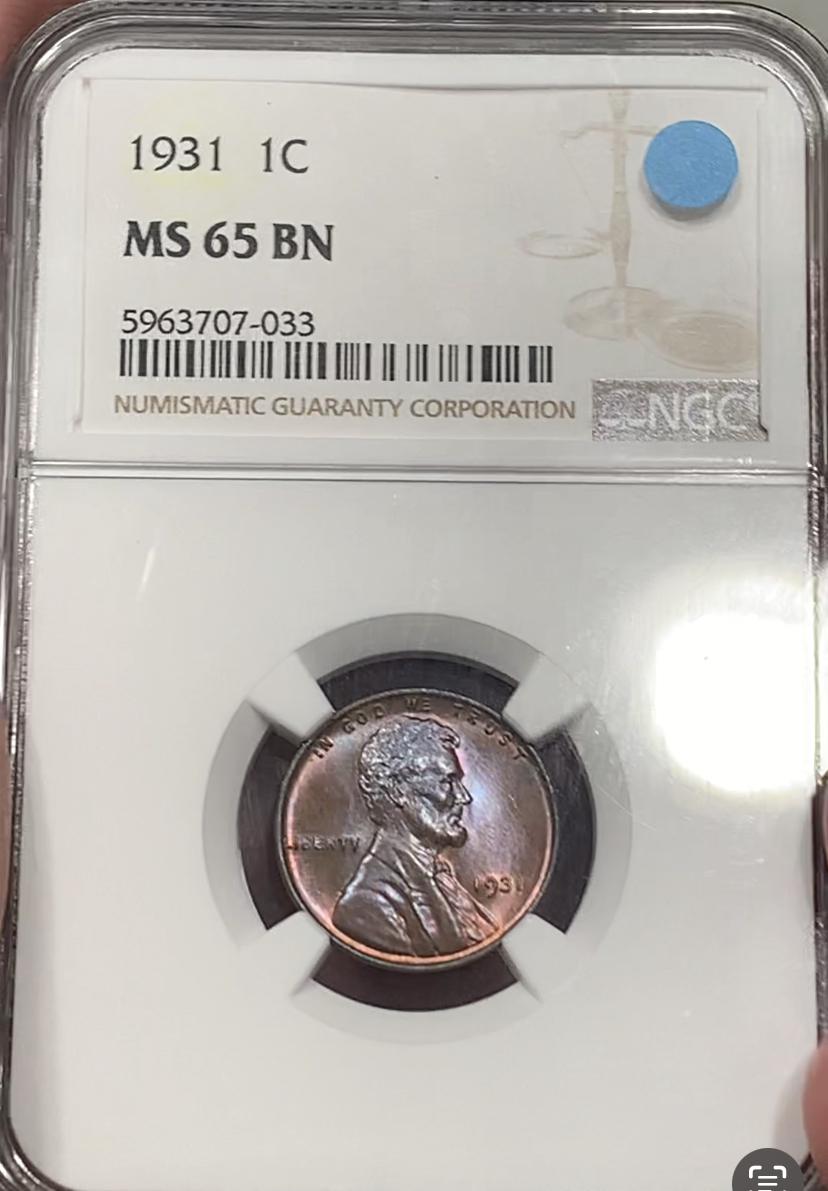 1931 1C
MS 65 BN
5963707-033
NUMISMATIC GUARANTY CORPORATION
NGC
IN GOD WE TRUST
LIBERTY
1931